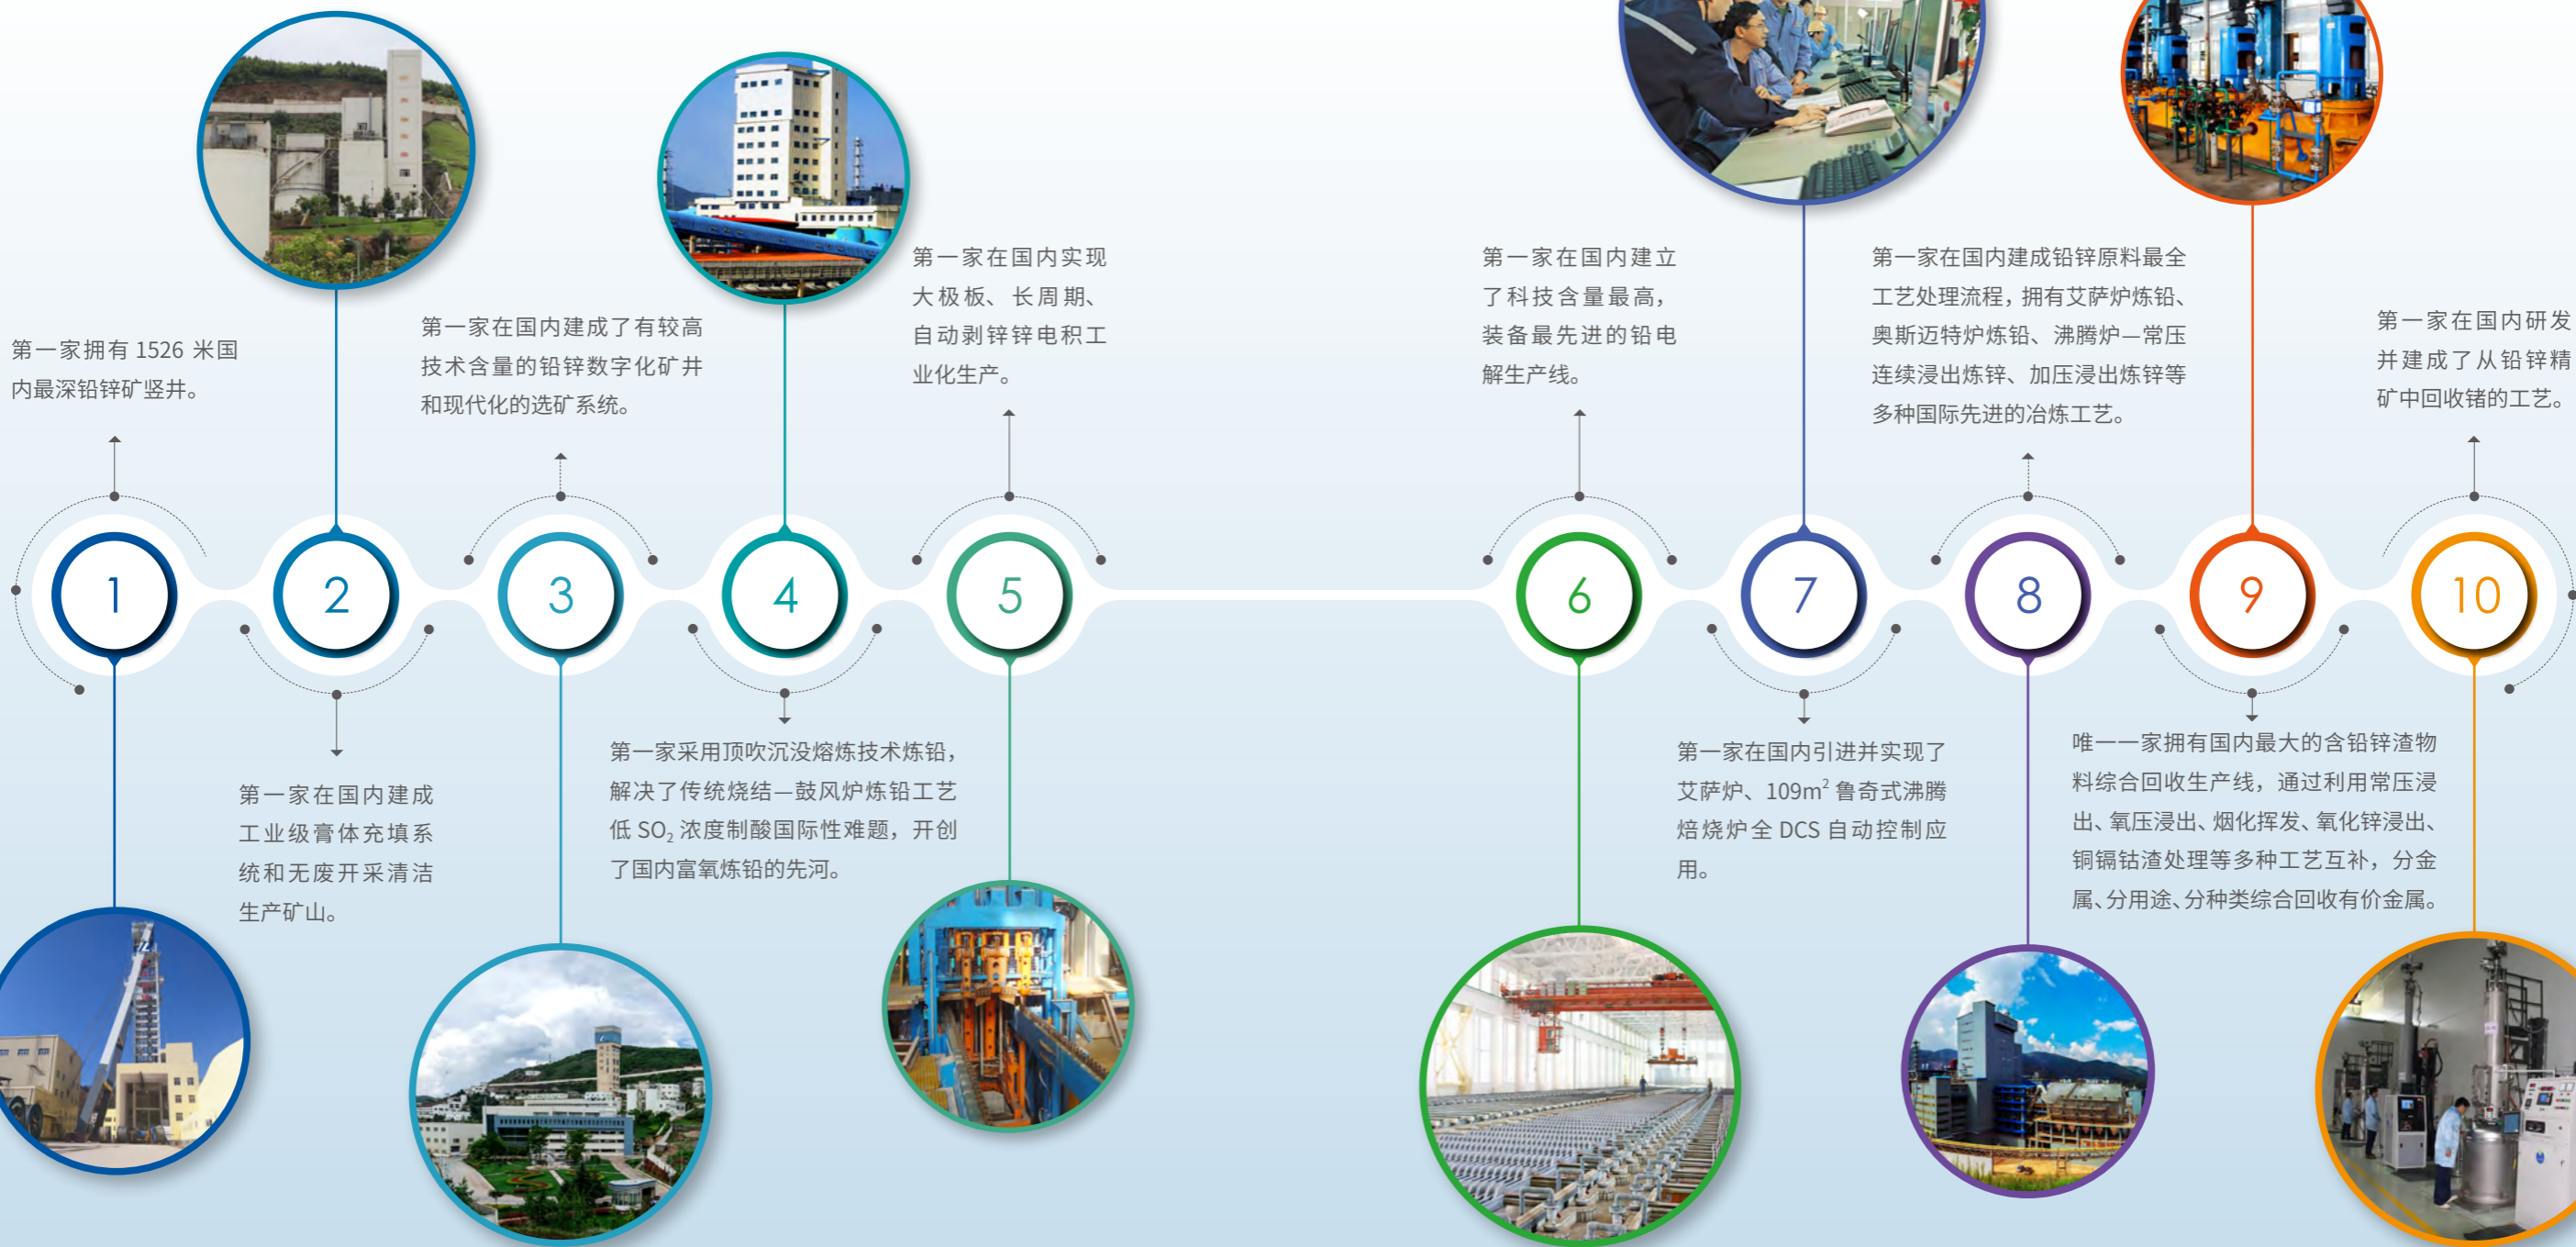 1
第一家拥有 1526 米国
内最深铅锌矿竖井。
2
第一家在国内建成
工业级膏体充填系
统和无废开采清洁
生产矿山。
3
第一家在国内建成了有较高
技术含量的铅锌数字化矿井
和现代化的选矿系统。
4
第一家采用顶吹沉没熔炼技术炼铅，
解决了传统烧结—鼓风炉炼铅工艺
低 SO₂ 浓度制酸国际性难题，开创
了国内富氧炼铅的先河。
5
第一家在国内实现
大极板、长周期、
自动剥锌锌电积工
业化生产。
6
第一家在国内建立
了科技含量最高，
装备最先进的铅电
解生产线。
7
第一家在国内引进并实现了
艾萨炉、109m² 鲁奇式沸腾
焙烧炉全 DCS 自动控制应
用。
8
第一家在国内建成铅锌原料最全
工艺处理流程，拥有艾萨炉炼铅、
奥斯迈特炉炼铅、沸腾炉—常压
连续浸出炼锌、加压浸出炼锌等
多种国际先进的冶炼工艺。
9
唯一一家拥有国内最大的含铅锌渣物
料综合回收生产线，通过利用常压浸
出、氧压浸出、烟化挥发、氧化锌浸出、
铜镉钴渣处理等多种工艺互补，分金
属、分用途、分种类综合回收有价金属。
10
第一家在国内研发
并建成了从铅锌精
矿中回收锗的工艺。